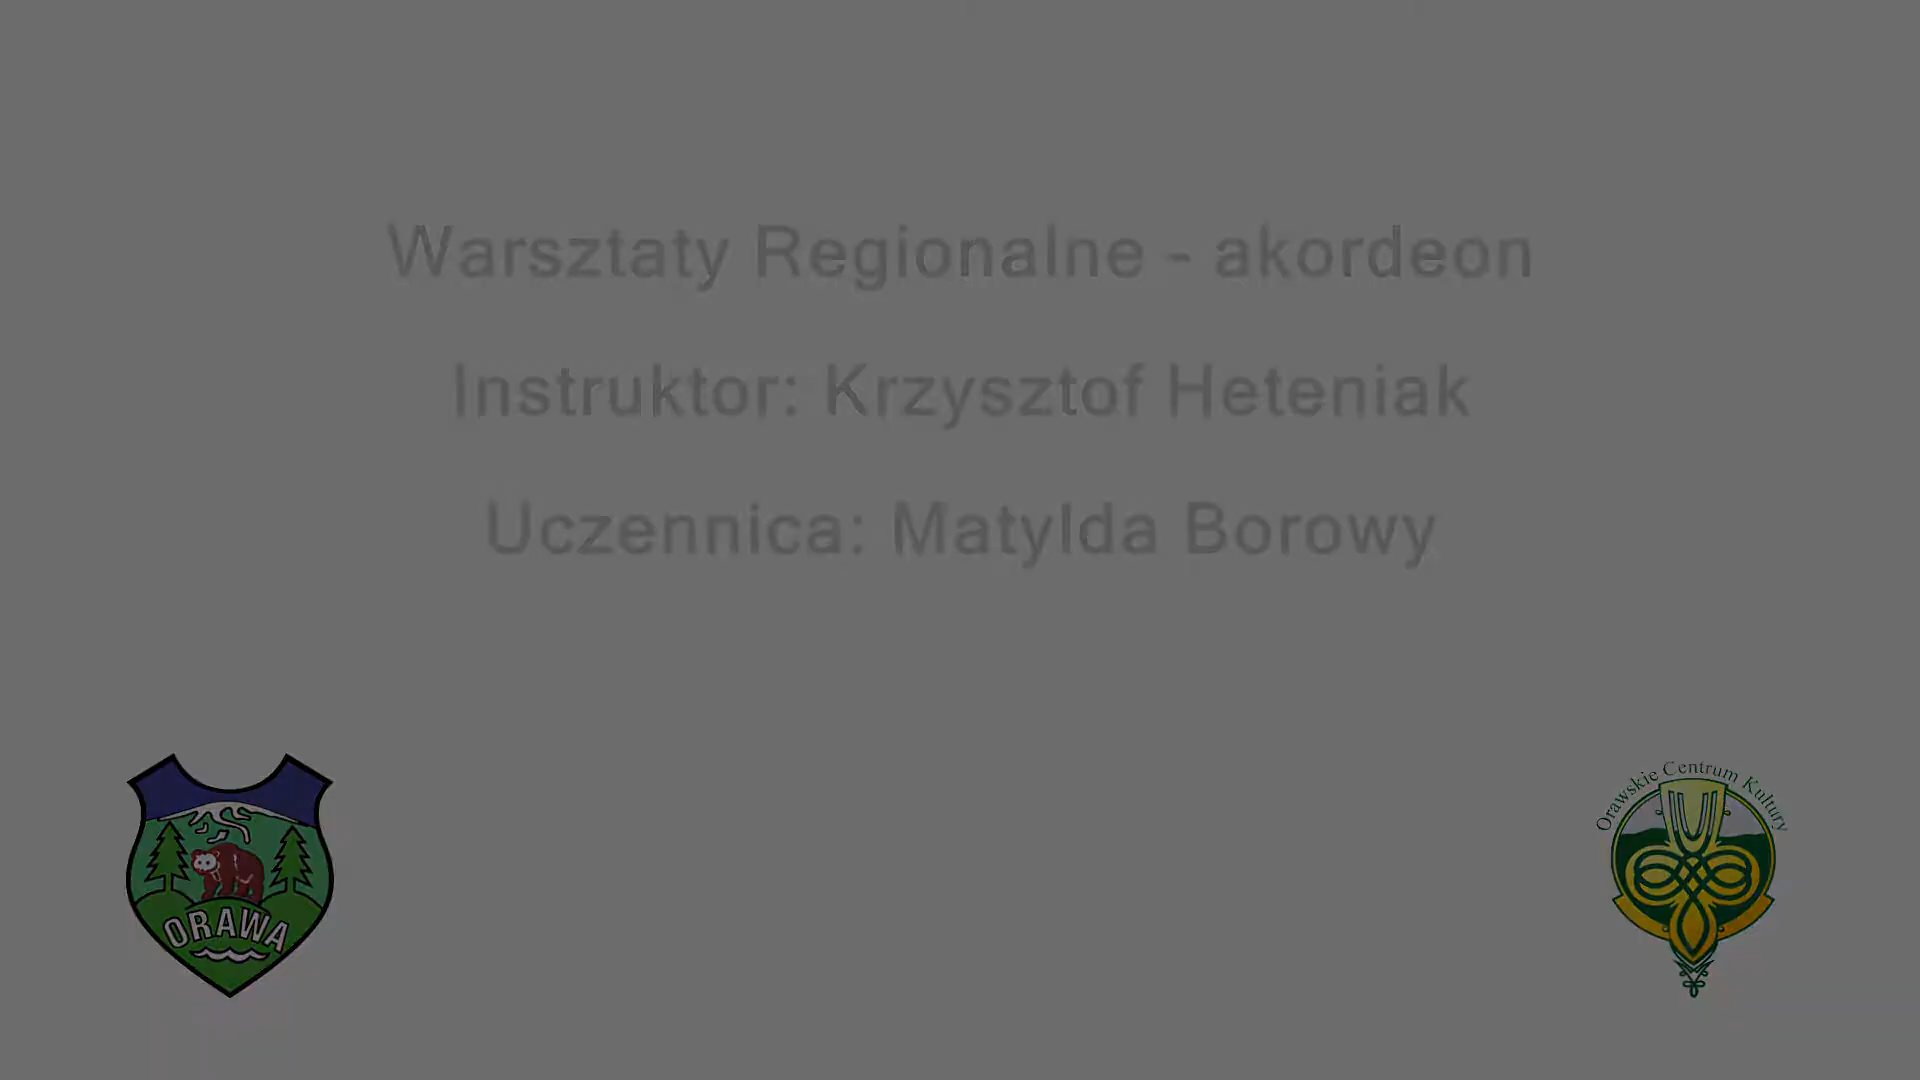 Warsztaty Regionalne - akordeon
Instruktor: Krzysztof Heteniak
Uczennica: Matylda Borowy
ORAWA
Orawskie Centrum Kultury